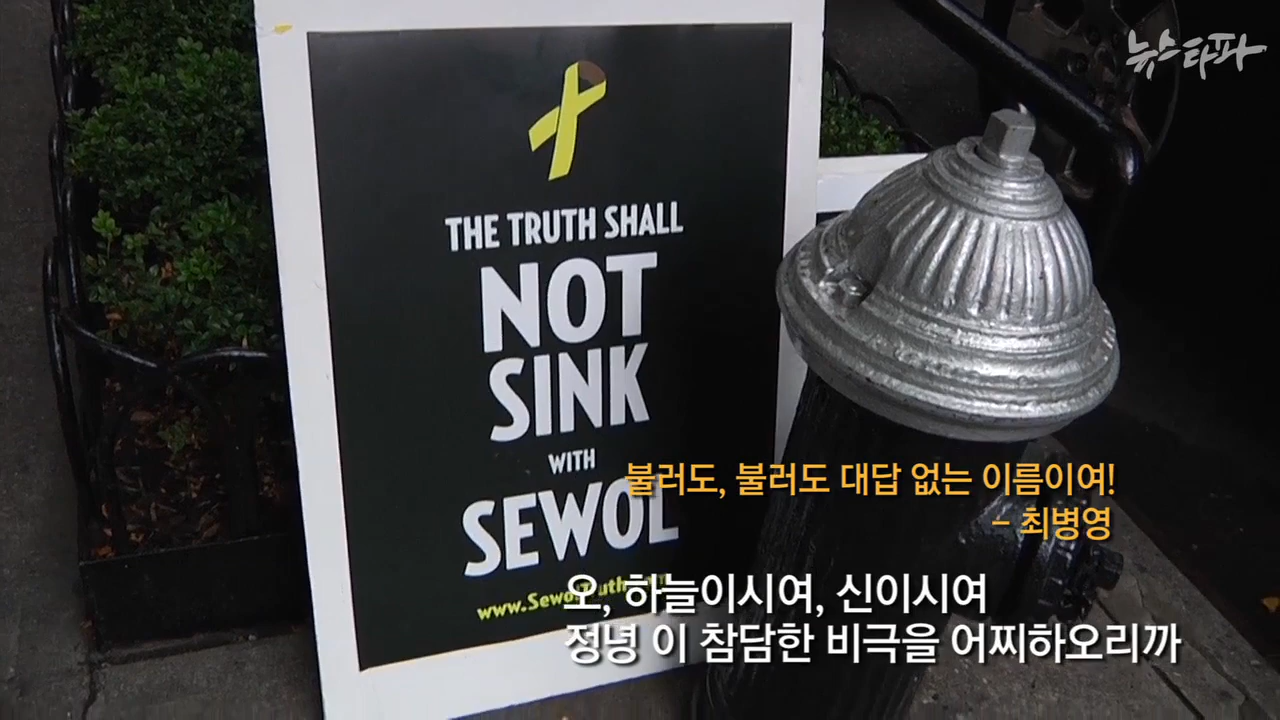 뉴스타파
THE TRUTH SHALL
NOT
SINK
WITH
SEWOL
불러도, 불러도 대답 없는 이름이여!
- 최병영
오, 하늘이시여, 신이시여
정녕 이 참담한 비극을 어찌하오리까